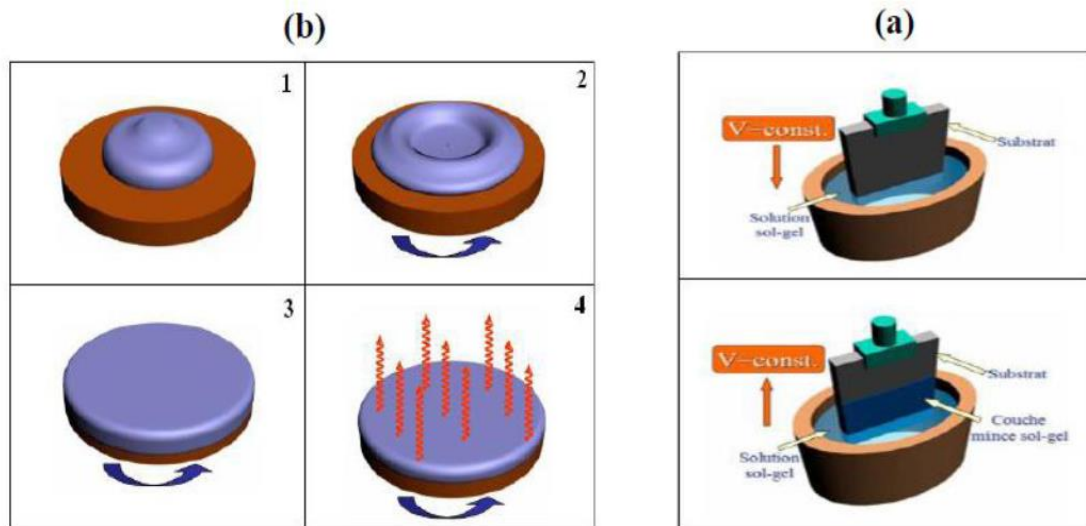 (b)
1
2
3
4
(a)
V=const.
Substrat
Solution
sol-gel
V=const.
Substrat
Couche
mince sol-gel
Solution
sol-gel